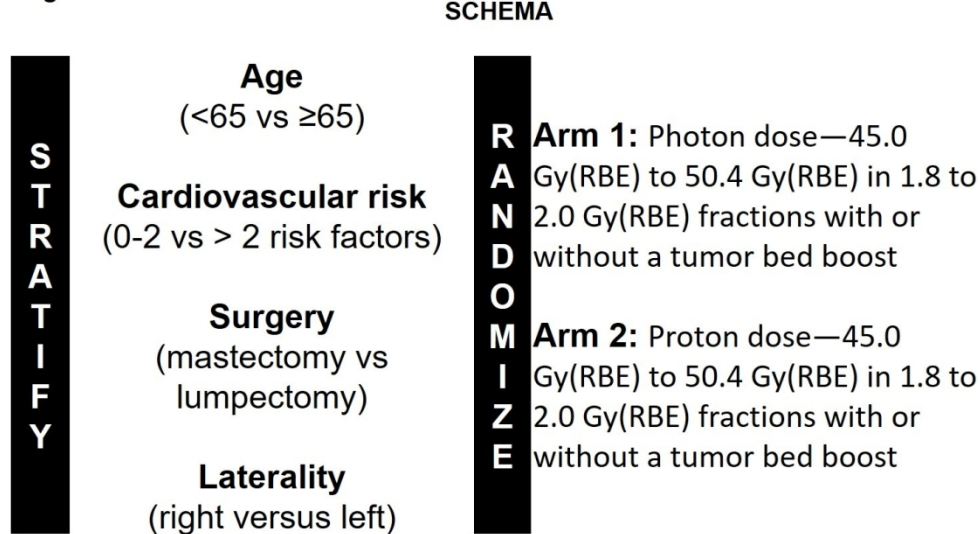 SCHEMA
STRATIFY
Age
(<65 vs ≥65)
Cardiovascular risk
(0-2 vs > 2 risk factors)
Surgery
(mastectomy vs
lumpectomy)
Laterality
(right versus left)
RANDOMIZE
Arm 1: Photon dose—45.0
Gy(RBE) to 50.4 Gy(RBE) in 1.8 to
2.0 Gy(RBE) fractions with or
without a tumor bed boost
Arm 2: Proton dose—45.0
Gy(RBE) to 50.4 Gy(RBE) in 1.8 to
2.0 Gy(RBE) fractions with or
without a tumor bed boost